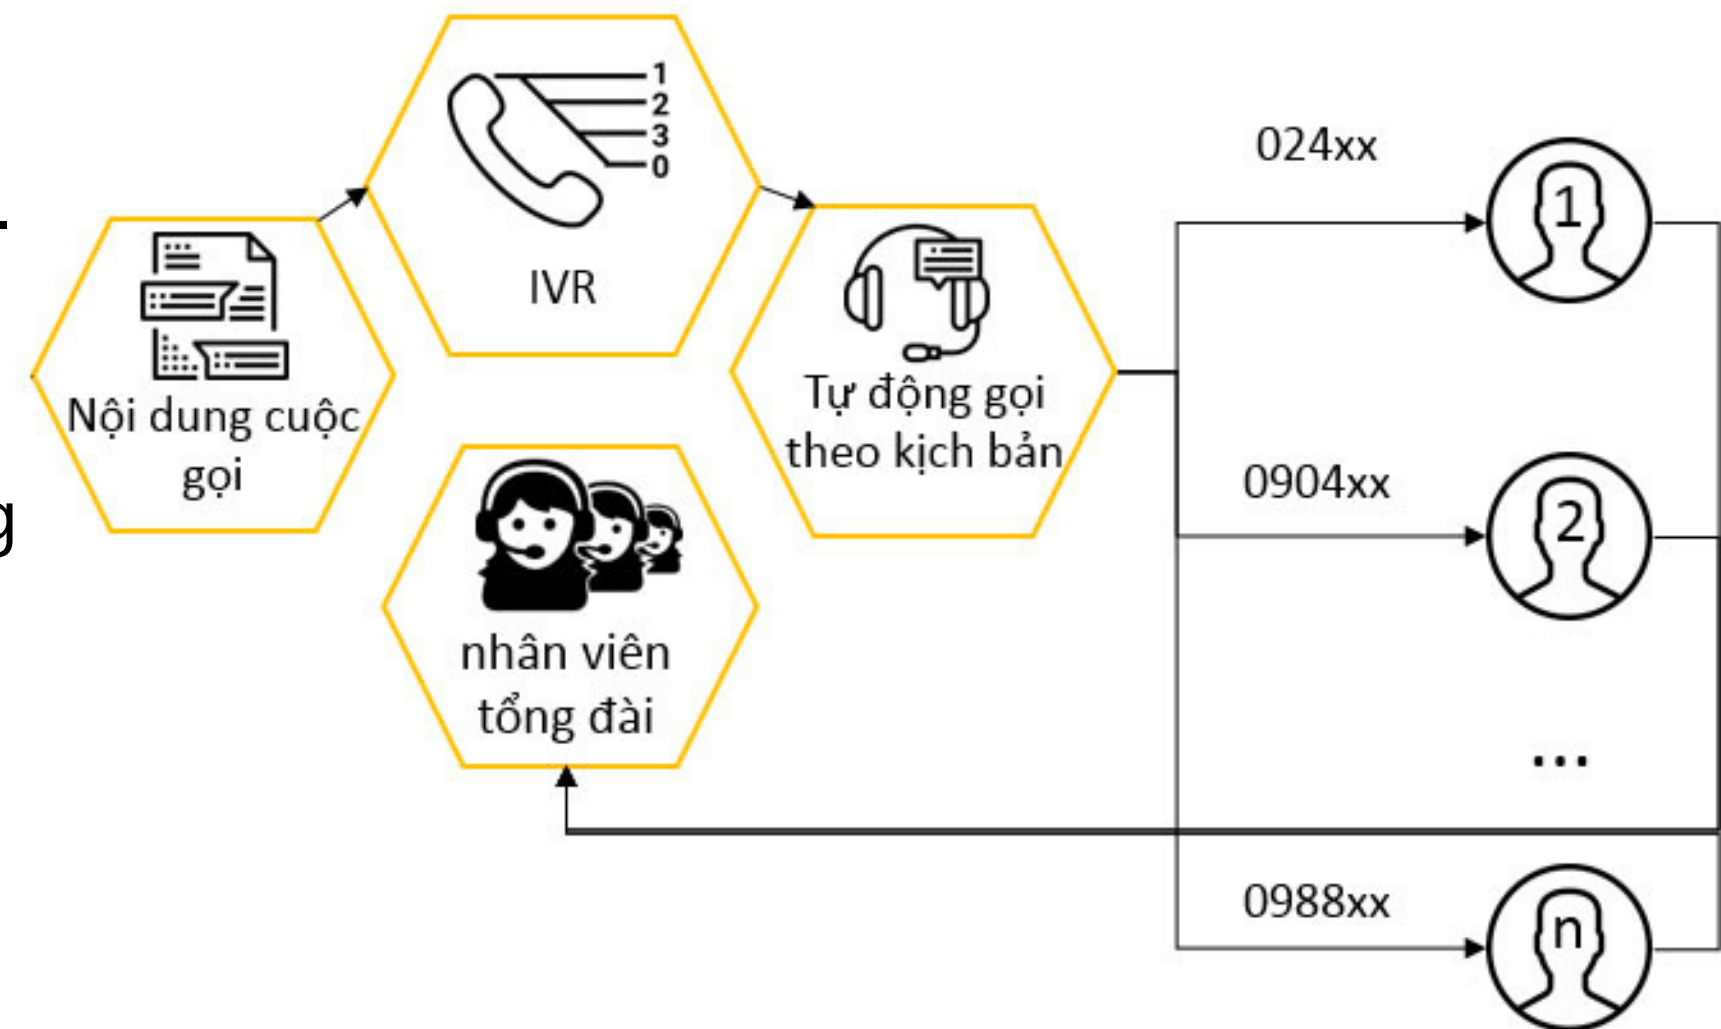 Nội dung cuộc
gọi
1
2
3
0
IVR
Tự động gọi
theo kịch bản
nhân viên
tổng đài
024xx
1
0904xx
2
...
0988xx
n
g